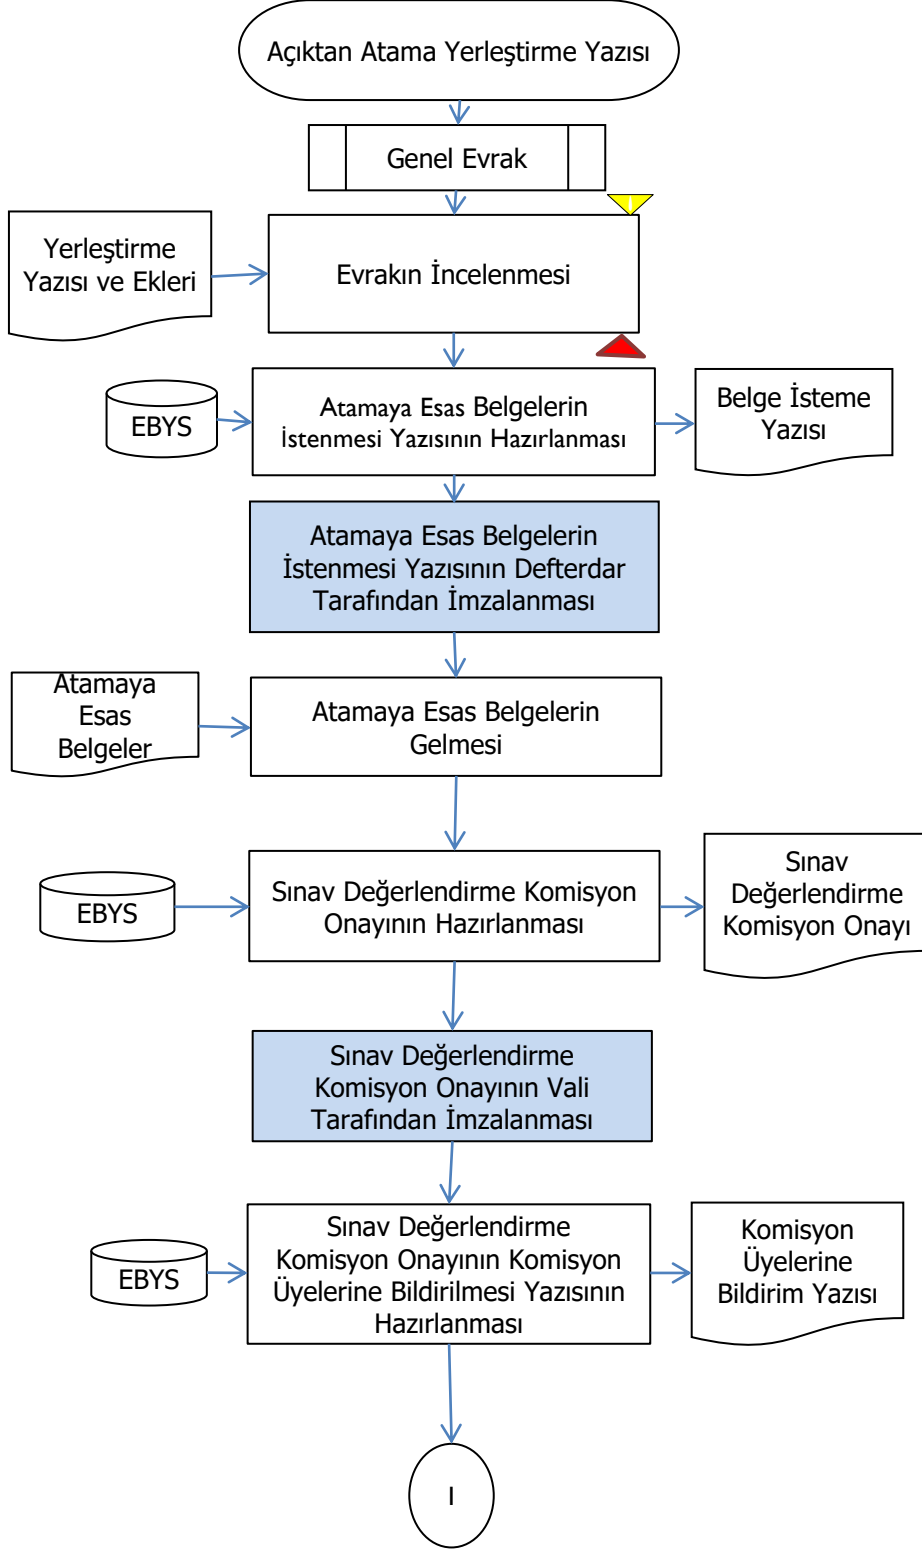 Açıktan Atama Yerleştirme Yazısı
Genel Evrak
Yerleştirme
Yazısı ve Ekleri
Evrakın İncelenmesi
EBYS
Atamaya Esas Belgelerin
İstenmesi Yazısının Hazırlanması
Belge İsteme
Yazısı
Atamaya Esas Belgelerin
İstenmesi Yazısının Defterdar
Tarafından İmzalanması
Atamaya
Esas
Belgeler
Atamaya Esas Belgelerin
Gelmesi
EBYS
Sınav Değerlendirme Komisyon
Onayının Hazırlanması
Sınav
Değerlendirme
Komisyon Onayı
Sınav Değerlendirme
Komisyon Onayının Vali
Tarafından İmzalanması
EBYS
Sınav Değerlendirme
Komisyon Onayının Komisyon
Üyelerine Bildirilmesi Yazısının
Hazırlanması
Komisyon
Üyelerine
Bildirim Yazısı
I